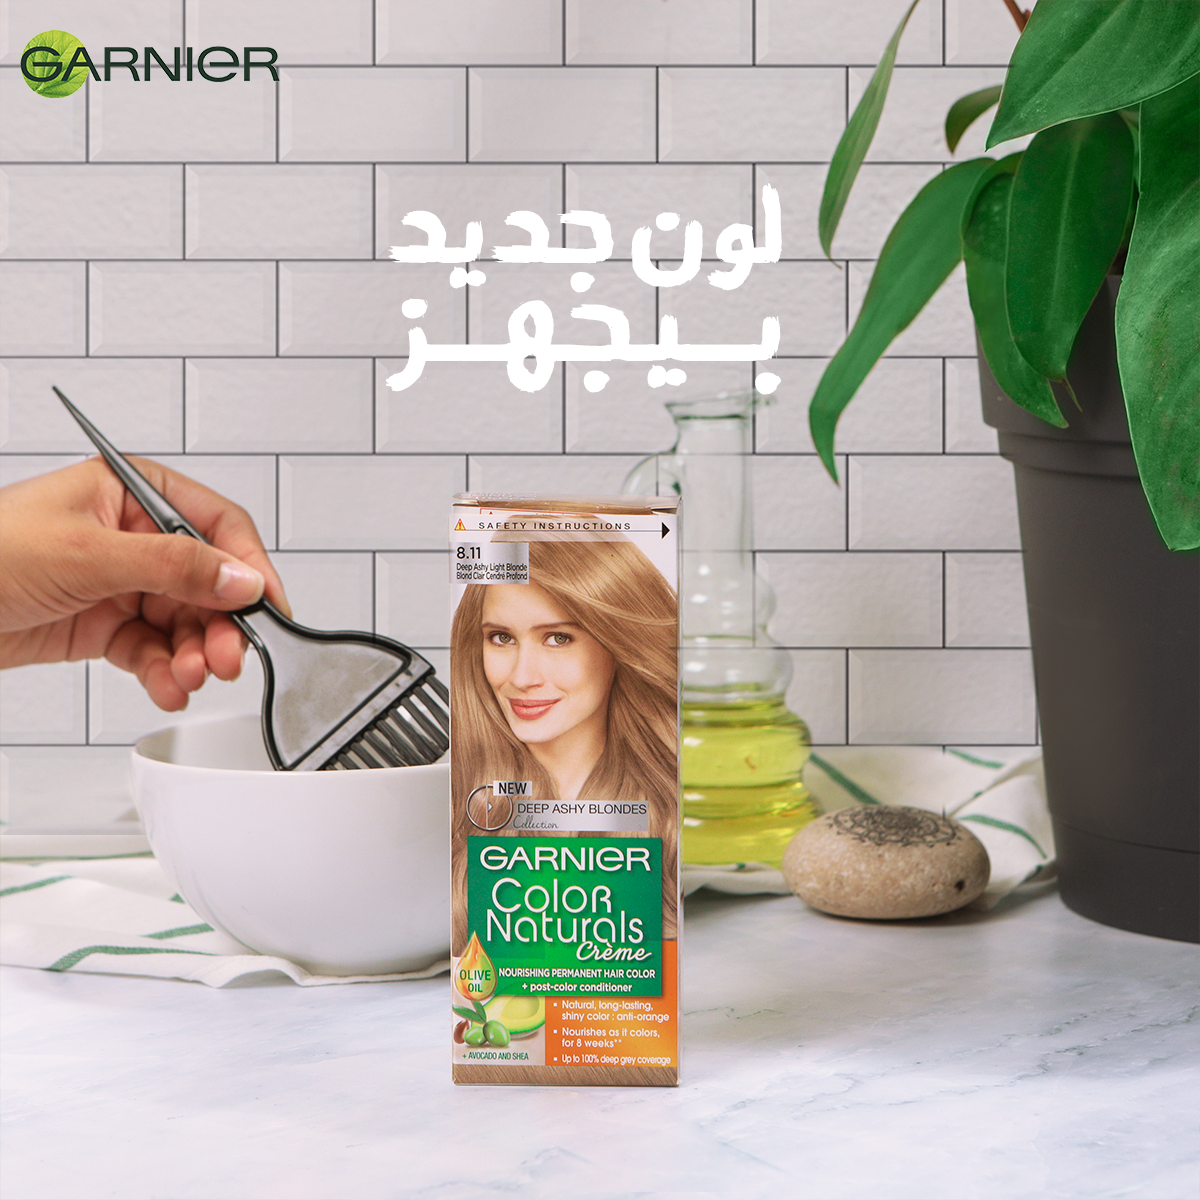 GARNIER
لون جديد
بيجهز
SAFETY INSTRUCTIONS
8.11
Deep Ashy Light Blonde
Blond Clair Cendré Profond
NEW
DEEP ASHY BLONDES
Collection
GARNIER
Color
Naturals
Crème
OLIVE
OIL
NOURISHING PERMANENT HAIR COLOR
+ post-color conditioner
▪ Natural, long-lasting,
shiny color : anti-orange
▪ Nourishes as it colors,
for 8 weeks**
▪ Up to 100% deep grey coverage
+ AVOCADO AND SHEA